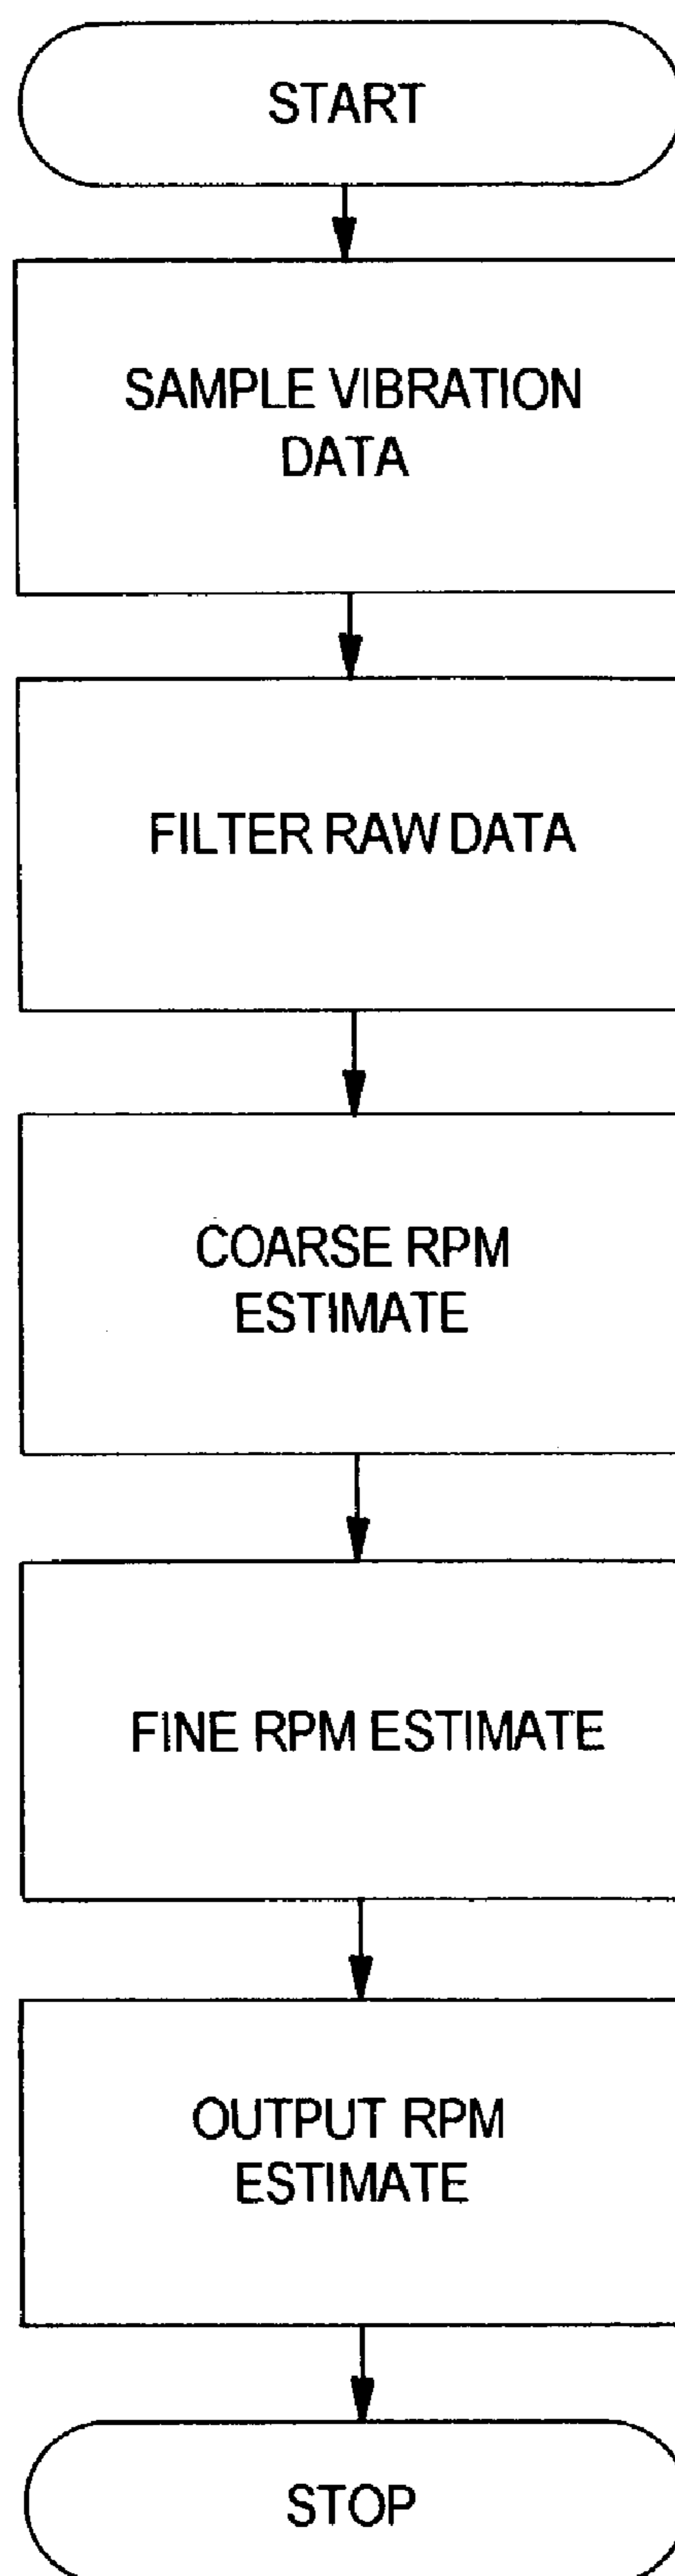 START
SAMPLE VIBRATION
DATA
FILTER RAW DATA
COARSE RPM
ESTIMATE
FINE RPM ESTIMATE
OUTPUT RPM
ESTIMATE
STOP